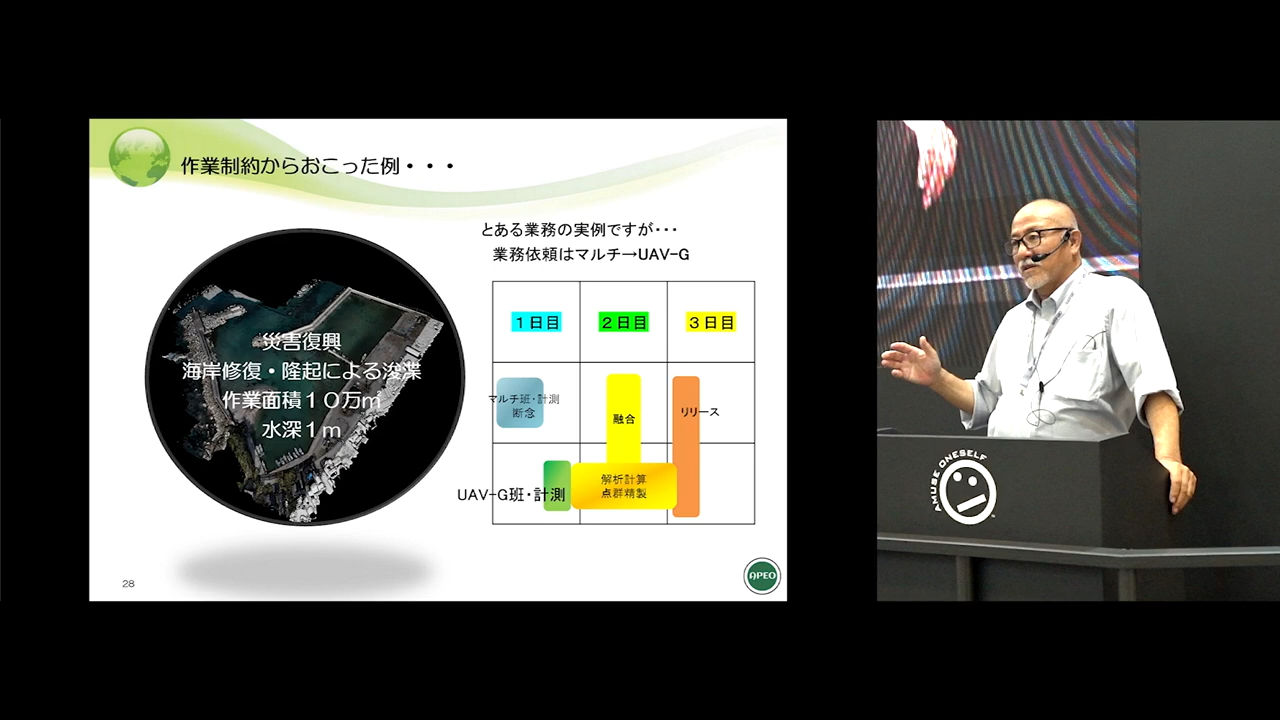 作業制約からおこった例・・・
とある業務の実例ですが・・・
業務依頼はマルチ→UAV-G
災害復興
海岸修復・隆起による浚渫
作業面積１０万㎡
水深１ｍ
１日目
２日目
３日目
マルチ班・計測
断念
融合
リリース
UAV-G班・計測
解析計算
点群精製
28
APEO
AMUSE ONESELF